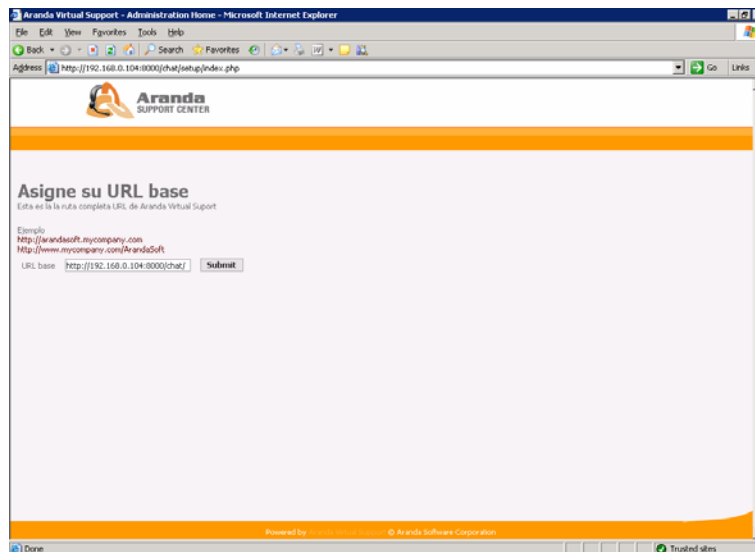 Aranda Virtual Support - Administration Home - Microsoft Internet Explorer
File Edit View Favorites Tools Help
Back Search Favorites
Address http://192.168.0.104:8000/chat/setup/index.php Go Links
Aranda
SUPPORT CENTER
Asigne su URL base
Esta es la la ruta completa URL de Aranda Virtual Suport
Ejemplo
http://arandasoft.mycompany.com
http://www.mycompany.com/ArandaSoft
URL base http://192.168.0.104:8000/chat/ Submit
Powered by Aranda Virtual Support © Aranda Software Corporation
Done Trusted sites